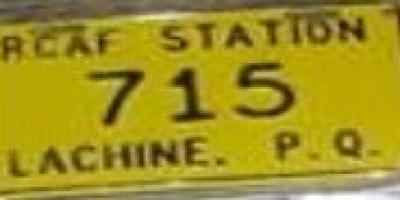 RCAF STATION
715
LACHINE. P.Q.